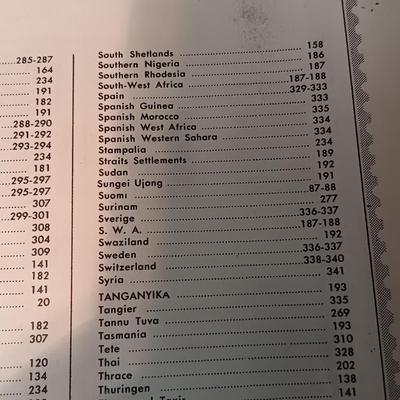 285-287
164
234
191
182
191
288-290
291-292
293-294
234
181
295-297
295-297
307
299-301
308
304
309
141
182
141
20
182
307
120
134
234
South Shetlands 158
Southern Nigeria 186
Southern Rhodesia 187
South-West Africa 187-188
Spain 329-333
Spanish Guinea 333
Spanish Morocco 335
Spanish West Africa 334
Spanish Western Sahara 334
Stampalia 234
Straits Settlements 189
Sudan 192
Sungei Ujong 191
Suomi 87-88
Surinam 277
Sverige 336-337
S. W. A. 187-188
Swaziland 192
Sweden 336-337
Switzerland 338-340
Syria 341
TANGANYIKA 193
Tangier 335
Tannu Tuva 269
Tasmania 193
Tete 310
Thai 328
Thrace 202
Thuringen 138
141